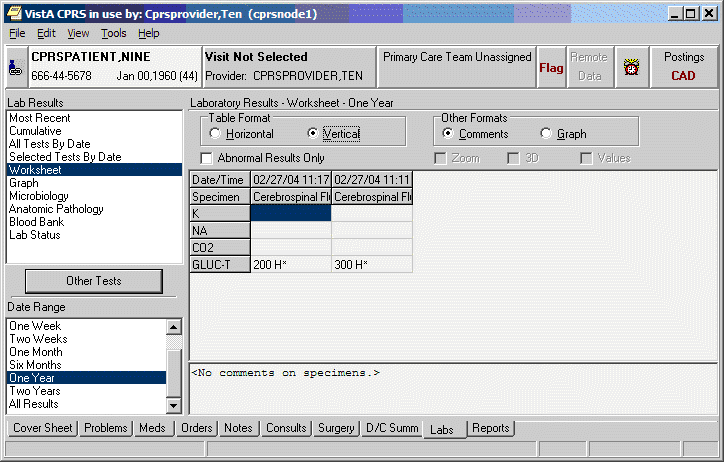 VistA CPRS in use by: Cprsprovider,Ten (cprsnode1)
File Edit View Tools Help
CPRSPATIENT,NINE
666-44-5678 Jan 00,1960 (44)
Visit Not Selected
Provider: CPRSPROVIDER,TEN
Primary Care Team Unassigned
Flag
Remote
Data
Postings
CAD
Lab Results
Most Recent
Cumulative
All Tests By Date
Selected Tests By Date
Worksheet
Graph
Microbiology
Anatomic Pathology
Blood Bank
Lab Status
Other Tests
Date Range
One Week
Two Weeks
One Month
Six Months
One Year
Two Years
All Results
Laboratory Results - Worksheet - One Year
Table Format
Horizontal Vertical
Other Formats
Comments Graph
Abnormal Results Only
Zoom 3D Values
Date/Time 02/27/04 11:17 02/27/04 11:11
Specimen Cerebrospinal Flu Cerebrospinal Flu
K
NA
CO2
GLUC-T 200 H* 300 H*
<No comments on specimens.>
Cover Sheet Problems Meds Orders Notes Consults Surgery D/C Summ Labs Reports